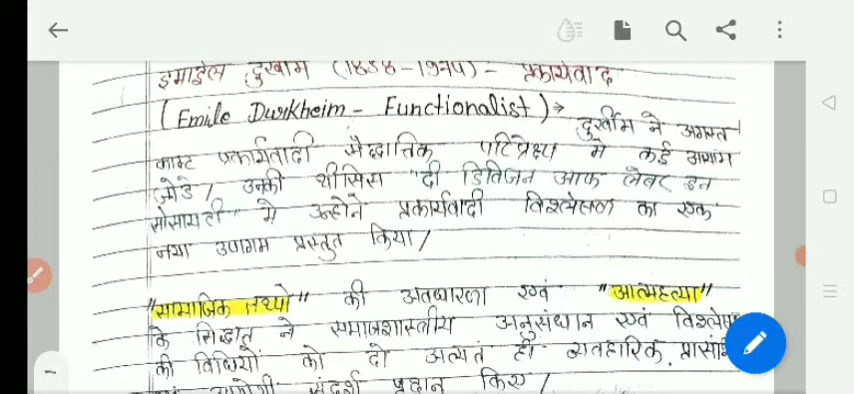 इमाईल दुर्खीम (1858-1917) - प्रकार्यवाद
(Emile Durkheim - Functionalist) → दुर्खीम ने अगस्त
काम्ट प्रकार्यवादी सैद्धातिक परिप्रेक्ष्य में कई आयाम
जोडे। उनकी थीसिस "दी डिविजन आफ लेबर इन
सोसायटी" में उन्होने प्रकार्यवादी विश्लेषण का एक
नया उपागम प्रस्तुत किया।
"सामाजिक तथ्यो" की अवधारणा एवं "आत्महत्या"
के सिद्धात ने समाजशास्तीय अनुसंधान एवं
की विधियों को दो अत्यतं ही व्यवहारिक,
उपयोगी संदर्श प्रदान किए।